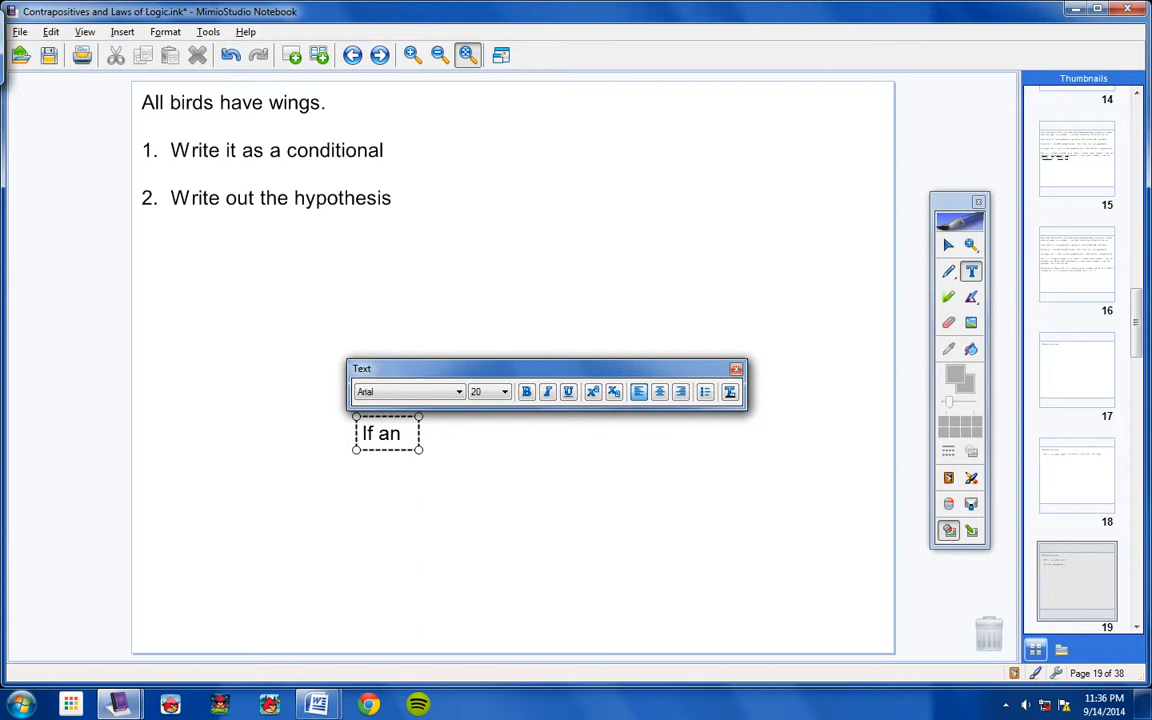 Contrapositives and Laws of Logic.ink* - MimioStudio Notebook
File Edit View Insert Format Tools Help
Thumbnails
All birds have wings.
1. Write it as a conditional
2. Write out the hypothesis
Text
Arial 20 B I U
If an
14
15
16
17
18
19
Page 19 of 38
11:36 PM
9/14/2014